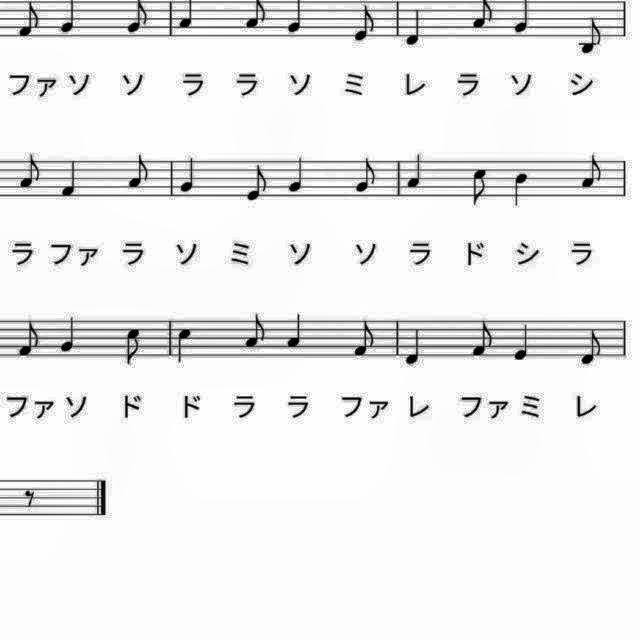 ファ ソ ソ ラ ラ ソ ミ レ ラ ソ シ
ラ ファ ラ ソ ミ ソ ソ ラ ド シ ラ
ファ ソ ド ド ラ ラ ファ レ ファ ミ レ